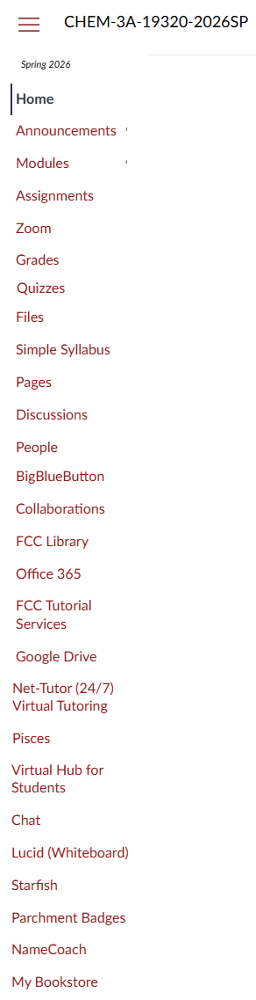 CHEM-3A-19320-2026SP
Spring 2026
Home
Announcements
Modules
Assignments
Zoom
Grades
Quizzes
Files
Simple Syllabus
Pages
Discussions
People
BigBlueButton
Collaborations
FCC Library
Office 365
FCC Tutorial
Services
Google Drive
Net-Tutor (24/7)
Virtual Tutoring
Pisces
Virtual Hub for
Students
Chat
Lucid (Whiteboard)
Starfish
Parchment Badges
NameCoach
My Bookstore